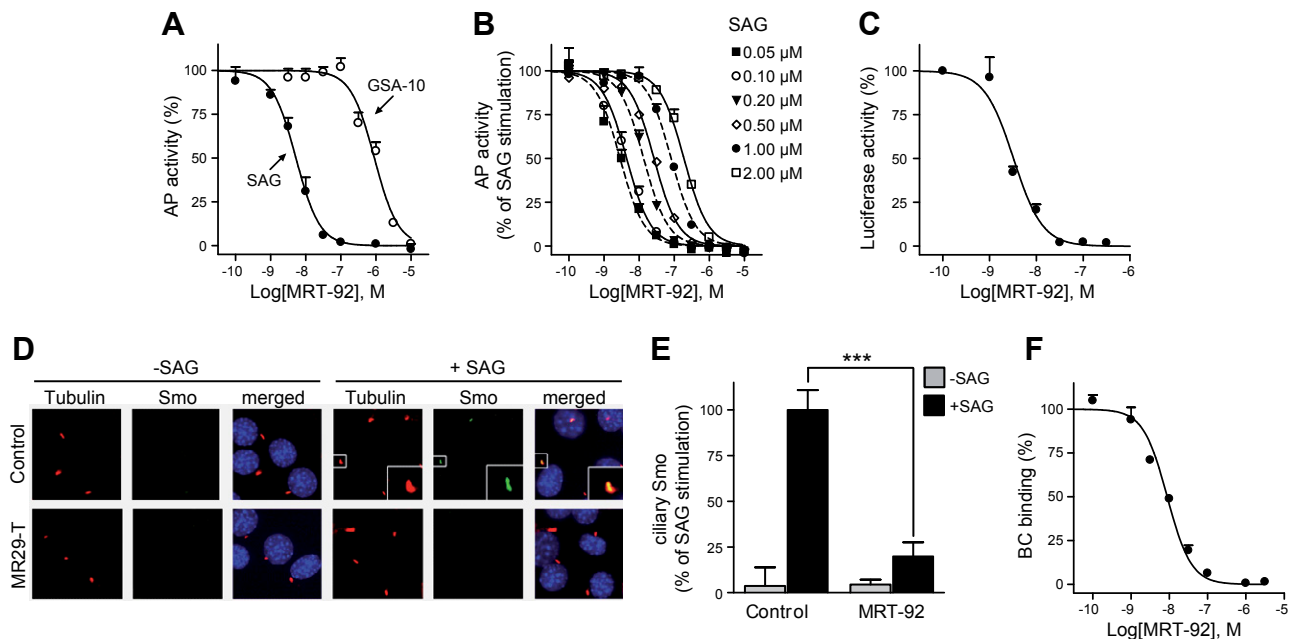 A
AP activity (%)
100
75
50
25
0
GSA-10
SAG
-10 -9 -8 -7 -6 -5
Log[MRT-92], M
B
AP activity
(% of SAG stimulation)
100
75
50
25
0
-10 -9 -8 -7 -6 -5
Log[MRT-92], M
SAG
0.05 µM
0.10 µM
0.20 µM
0.50 µM
1.00 µM
2.00 µM
C
Luciferase activity (%)
100
75
50
25
0
-10 -9 -8 -7 -6
Log[MRT-92], M
D
-SAG + SAG
Tubulin Smo merged Tubulin Smo merged
Control
MR29-T
E
ciliary Smo
(% of SAG stimulation)
100
75
50
25
0
***
-SAG
+SAG
Control MRT-92
F
BC binding (%)
100
75
50
25
0
-10 -9 -8 -7 -6 -5
Log[MRT-92], M